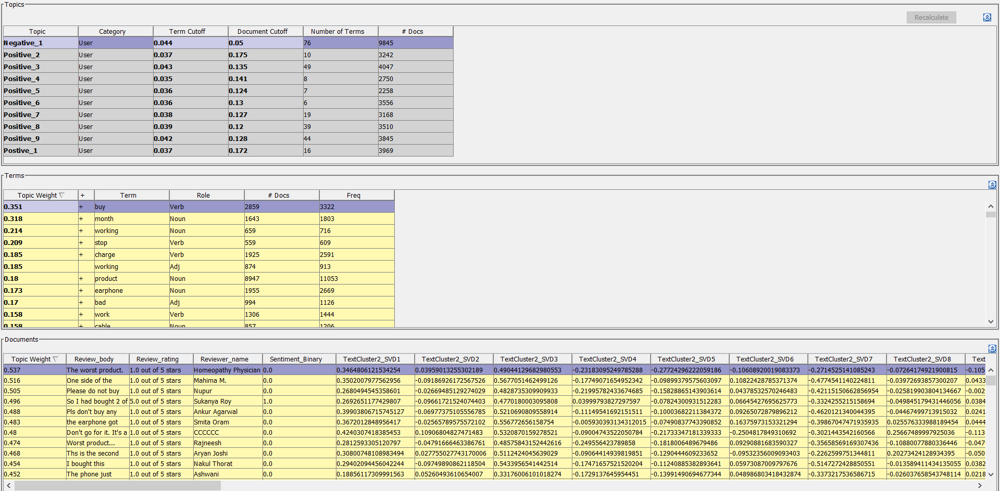 Topics
Recalculate
Topic Category Term Cutoff Document Cutoff Number of Terms # Docs
Negative_1 User 0.044 0.05 76 9845
Positive_2 User 0.037 0.175 10 3242
Positive_3 User 0.043 0.135 49 4047
Positive_4 User 0.035 0.141 8 2750
Positive_5 User 0.036 0.124 7 2258
Positive_6 User 0.036 0.13 6 3556
Positive_7 User 0.038 0.127 19 3168
Positive_8 User 0.039 0.12 39 3510
Positive_9 User 0.042 0.128 44 3845
Postive_1 User 0.037 0.172 16 3969
Terms
Topic Weight + Term Role # Docs Freq
0.351 + buy Verb 2859 3322
0.318 + month Noun 1643 1803
0.214 + working Noun 659 716
0.209 + stop Verb 559 609
0.185 + charge Verb 1925 2591
0.185 working Adj 874 913
0.18 + product Noun 8947 11053
0.173 + earphone Noun 1955 2669
0.17 + bad Adj 994 1126
0.158 + work Verb 1306 1444
0.158 + cable Noun 857 1206
Documents
Topic Weight Review_body Review_rating Reviewer_name Sentiment_Binary TextCluster2_SVD1 TextCluster2_SVD2 TextCluster2_SVD3 TextCluster2_SVD4 TextCluster2_SVD5 TextCluster2_SVD6 TextCluster2_SVD7 TextCluster2_SVD8 Text
0.537 The worst product. 1.0 out of 5 stars Homeopathy Physician 0.0 0.3464806121534254 0.03959013255302189 0.49044129682980553 -0.23183095249785288 -0.27724296222059186 -0.10608920019083373 -0.2714525141085243 -0.07264174921900815 -0.105
0.516 One side of the 1.0 out of 5 stars Mahima M. 0.0 0.3502007977562956 -0.09186926172567526 0.5677051462499126 -0.17749071654952342 -0.09899379575603097 0.10822428785371374 -0.4774541140224811 -0.03972693857300207 0.0433
0.505 Please do not buy 1.0 out of 5 stars Nupur 0.0 0.2680494545358601 -0.02669485129274029 0.4828735309909933 -0.21995782433674685 -0.15828865143903614 0.04378532570246483 -0.42115150662856954 -0.025819903804134667 -0.002
0.496 So I had bought 2 of 5.0 out of 5 stars Sukanya Roy 1.0 0.2692651177429807 -0.09661721524074403 0.4770180003095808 0.03999793827297597 -0.07824300931512283 0.06645427695625773 -0.3324255215158694 -0.049845179431446056 0.0384
0.488 Pls don't buy any 1.0 out of 5 stars Ankur Agarwal 0.0 0.39903806715745127 -0.06977375105556785 0.5210690809558914 -0.11149541692151511 -0.10003682211384372 0.09265072879896212 -0.4620121340044395 -0.04467499713915032 0.0241
0.483 the earphone got 1.0 out of 5 stars Smita Oram 0.0 0.3672012848956417 -0.02565789575572102 0.556772656158754 -0.005930393134312015 -0.07490837743390852 0.16375973153321294 -0.398670474719​35935 0.025576333988189454 0.0444
0.48 Don't go for it. It's a 1.0 out of 5 stars CCCCCC 0.0 0.4240307418385453 0.10906804827471483 0.5320870159278521 -0.09004743522050784 -0.21733347181339333 -0.2504817849310692 -0.3021443542160566 0.25667489997925036 -0.113
0.474 Worst product... 1.0 out of 5 stars Rajneesh 0.0 0.2812593305120797 -0.04791666463386761 0.48575843152442616 -0.249556423789858 -0.1818006489679486 0.09290881683590327 -0.35658569169307436 -0.10880077880336446 -0.047
0.468 Ths is the second 1.0 out of 5 stars Aryan Joshi 0.0 0.30800748108983494 0.027755027743170006 0.5112424045639029 -0.09064414939819851 -0.1290444609233652 -0.09532356009093403 -0.2262599751344811 0.20273424128934395 -0.050
0.454 I bought this 1.0 out of 5 stars Nakul Thorat 0.0 0.29402094456042244 -0.09749890862118504 0.5433956541442514 -0.17471657521520204 -0.11240885382893641 0.05973087009797676 -0.5147272428850551 -0.013589411434135055 0.0382
0.452 The phone just 1.0 out of 5 stars Ashwani 0.0 0.18856117309991563 0.05260493610654007 0.33176006101018274 -0.1729137645954451 -0.13991490694677344 0.048986803418432874 -0.3373217536586715 -0.026037658543748114 0.0218